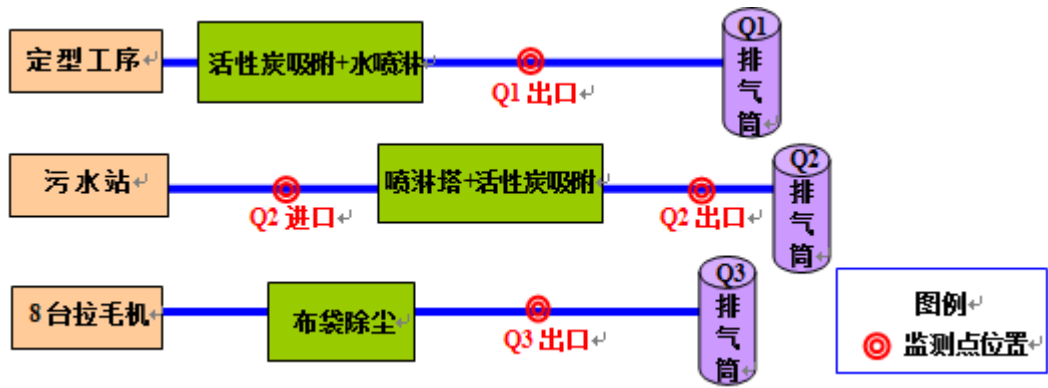 定型工序
活性炭吸附+水喷淋
Q1 出口
Q1
排
气
筒
污水站
Q2 进口
喷淋塔+活性炭吸附
Q2 出口
Q2
排
气
筒
8台拉毛机
布袋除尘
Q3 出口
Q3
排
气
筒
图例
监测点位置